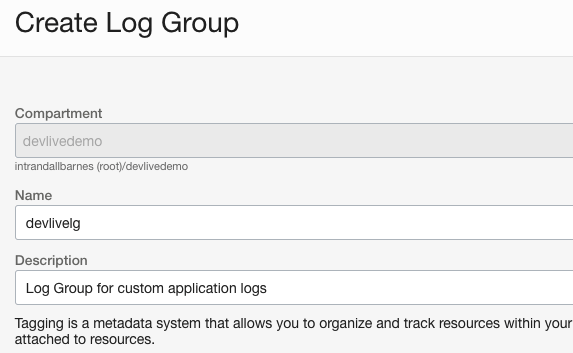 Create Log Group
Compartment
devlivedemo
intrandallbarnes (root)/devlivedemo
Name
devlivelg
Description
Log Group for custom application logs
Tagging is a metadata system that allows you to organize and track resources within your
attached to resources.